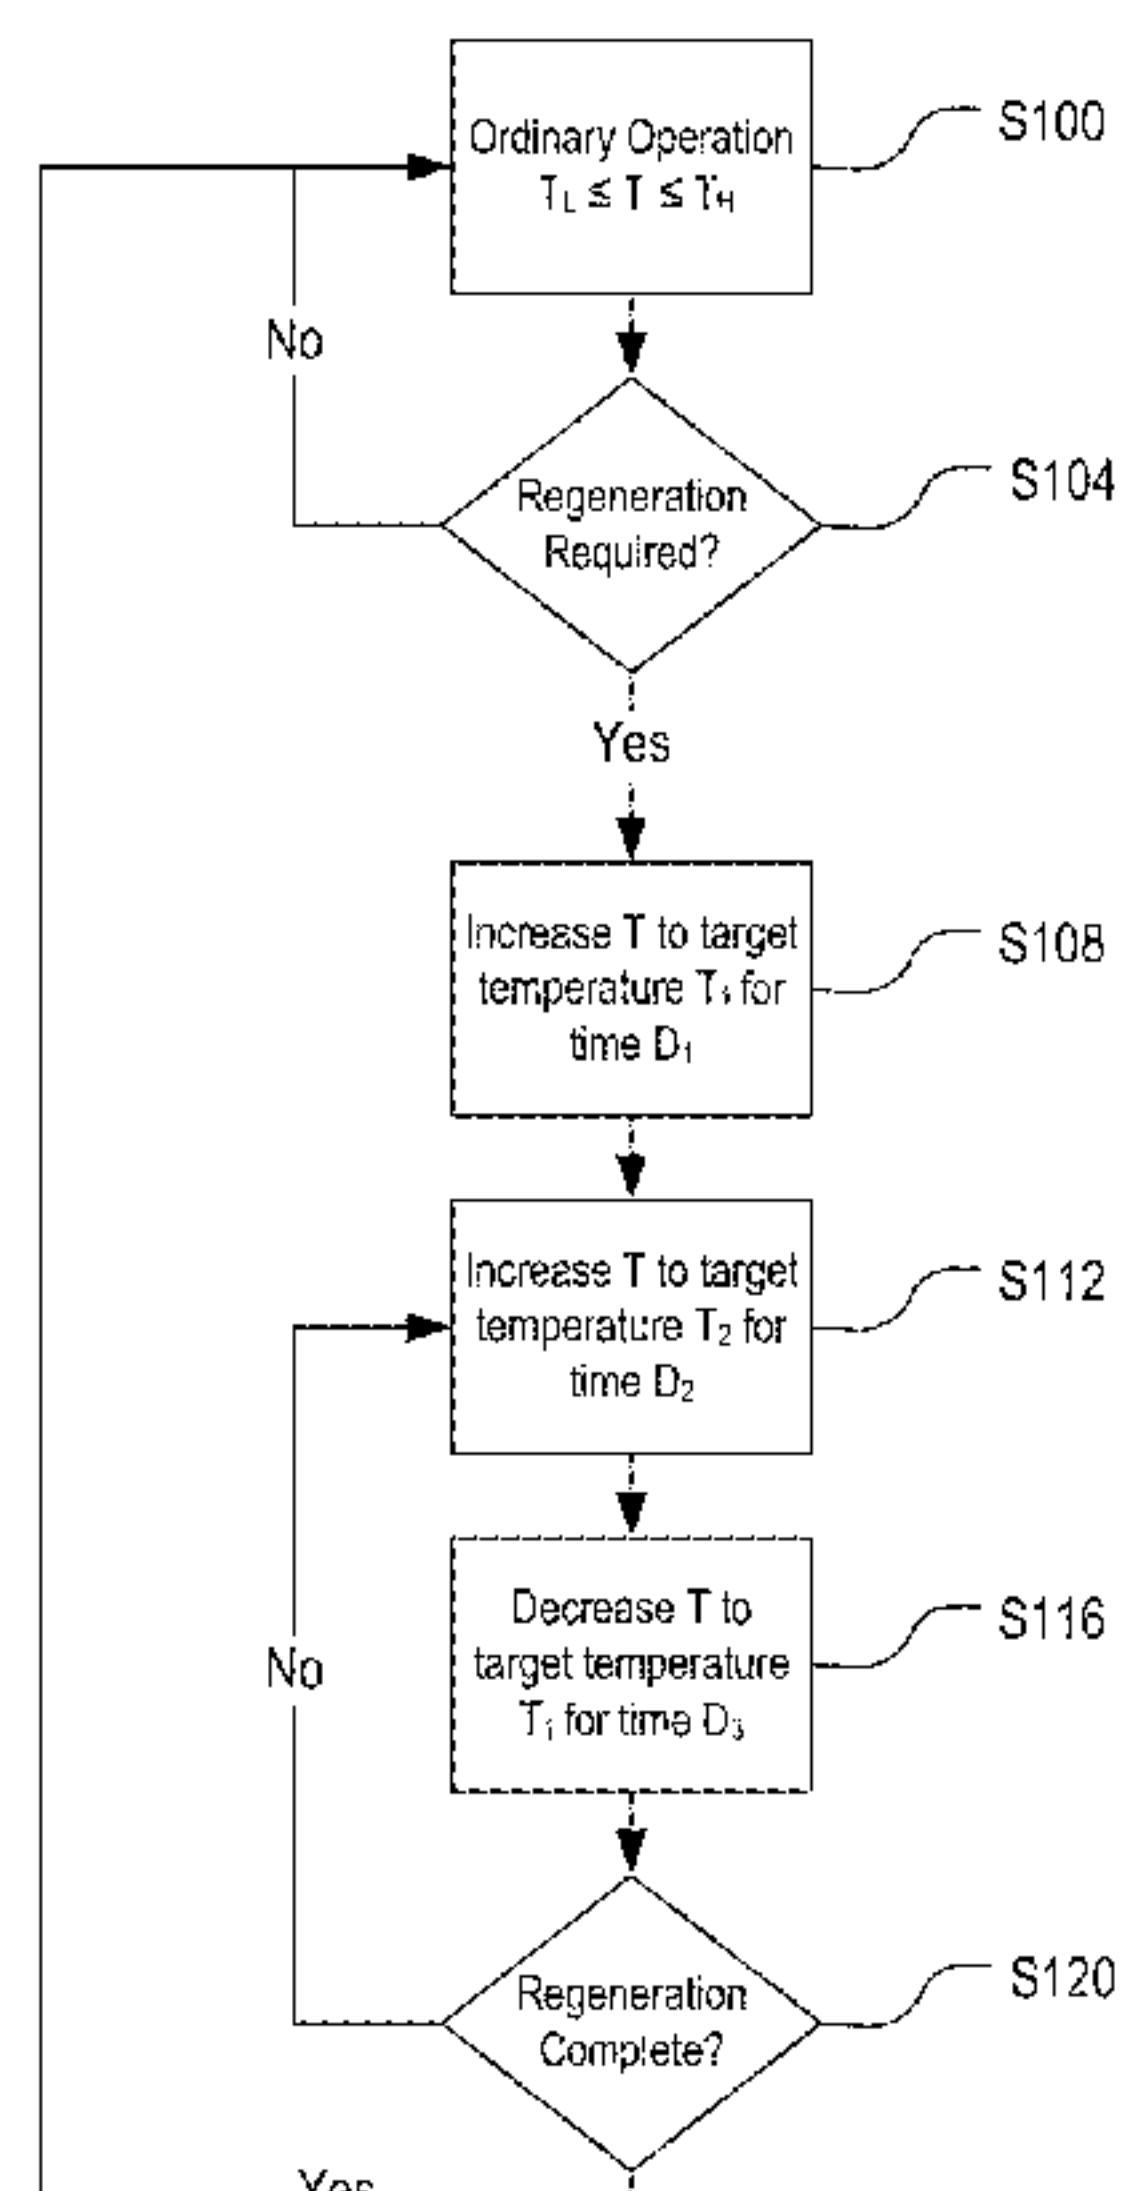 Ordinary Operation
T_L ≤ T ≤ T_H
S100
No
Regeneration
Required?
S104
Yes
Increase T to target
temperature T₁ for
time D₁
S108
Increase T to target
temperature T₂ for
time D₂
S112
Decrease T to
target temperature
T₁ for time D₃
S116
No
Regeneration
Complete?
S120
Yes